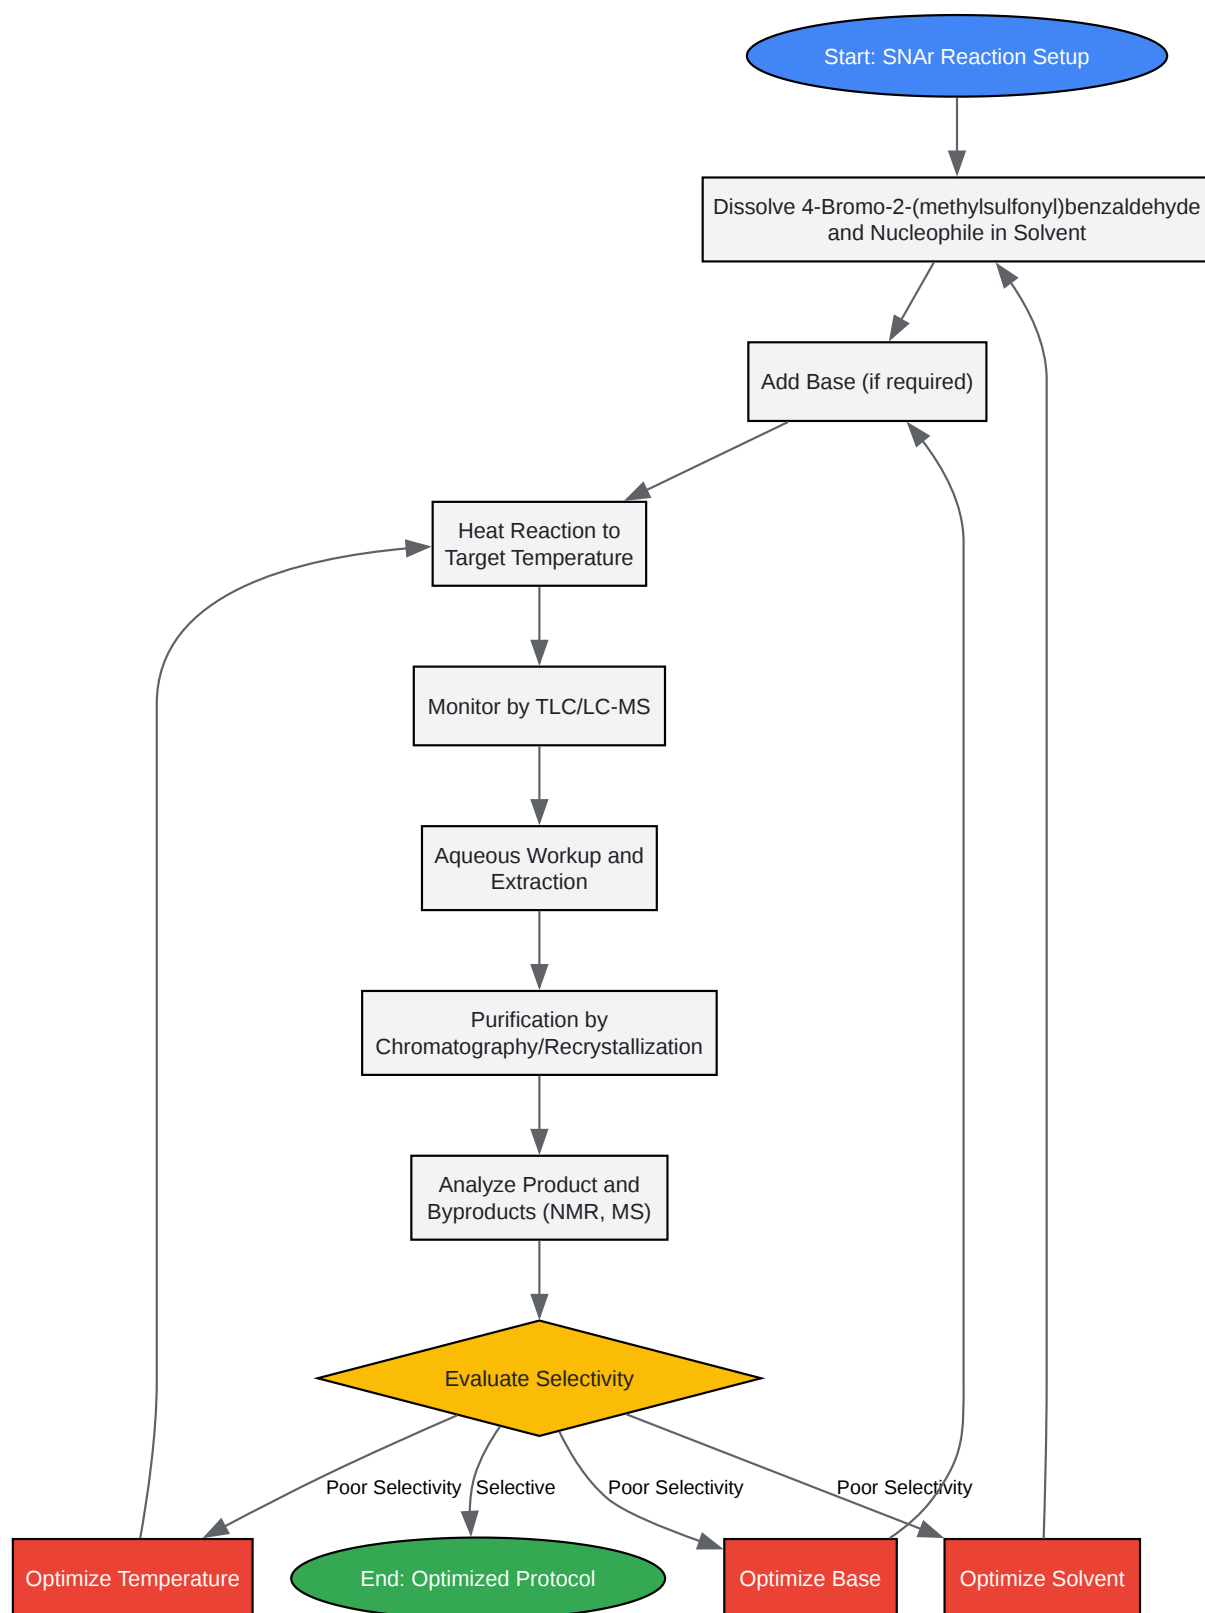 Start: SNAr Reaction Setup
Dissolve 4-Bromo-2-(methylsulfonyl)benzaldehyde
and Nucleophile in Solvent
Add Base (if required)
Heat Reaction to
Target Temperature
Monitor by TLC/LC-MS
Aqueous Workup and
Extraction
Purification by
Chromatography/Recrystallization
Analyze Product and
Byproducts (NMR, MS)
Evaluate Selectivity
Poor Selectivity
Selective
Poor Selectivity
Poor Selectivity
Optimize Temperature
End: Optimized Protocol
Optimize Base
Optimize Solvent